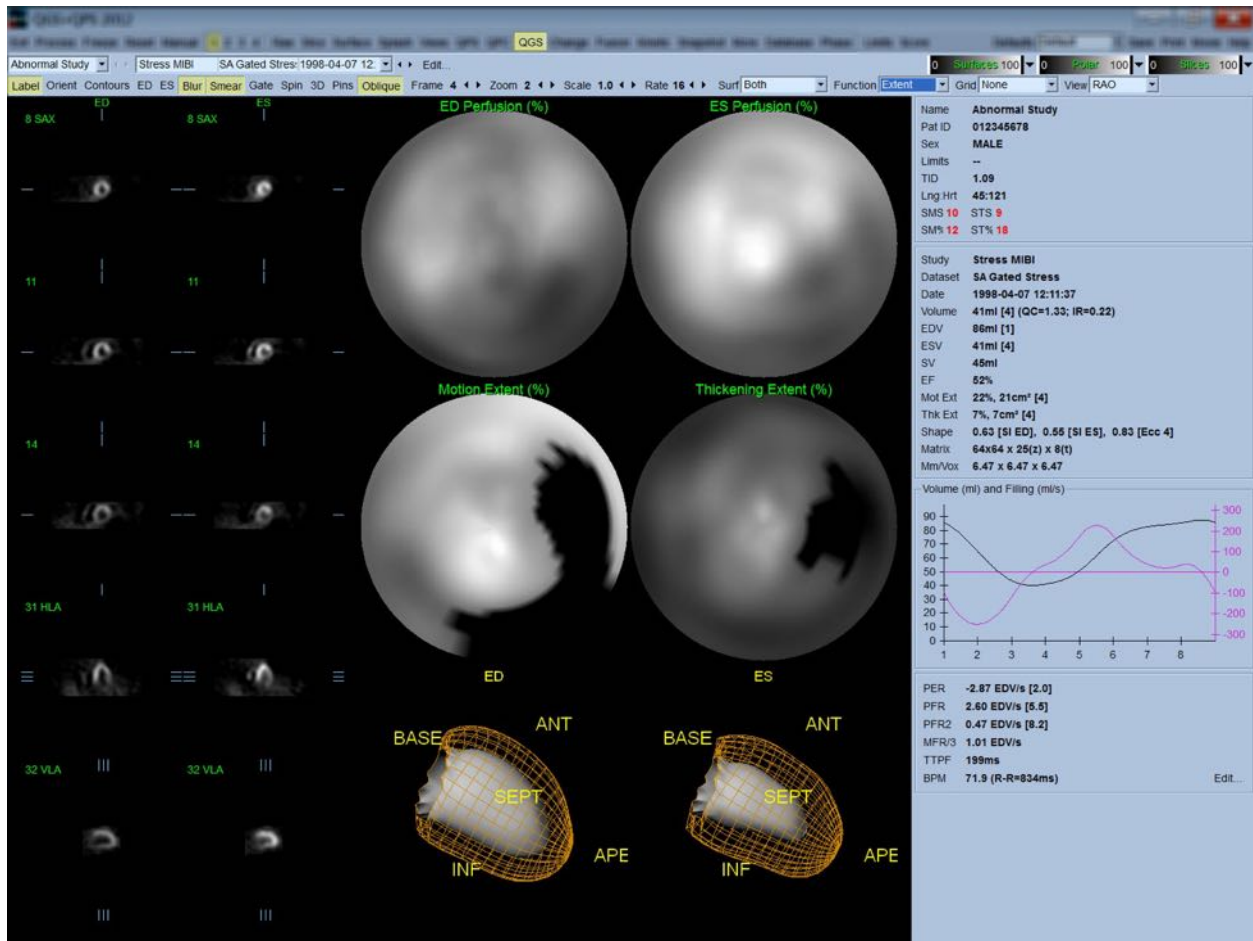 QGS+QPS 2012
QGS
Abnormal Study Stress MIBI SA Gated Stres: 1998-04-07 12: Edit... 0 Surfaces 100 0 Polar 100 0 Slices 100
Label Orient Contours ED ES Blur Smear Gate Spin 3D Pins Oblique Frame 4 Zoom 2 Scale 1.0 Rate 16 Surf Both Function Extent Grid None View RAO
ED ES
8 SAX 8 SAX
11 11
14 14
31 HLA 31 HLA
32 VLA 32 VLA
ED Perfusion (%) ES Perfusion (%)
Motion Extent (%) Thickening Extent (%)
ED ES
BASE ANT SEPT INF APE
BASE ANT SEPT INF APE
Name Abnormal Study
Pat ID 012345678
Sex MALE
Limits --
TID 1.09
Lng:Hrt 45:121
SMS 10 STS 9
SM% 12 ST% 18
Study Stress MIBI
Dataset SA Gated Stress
Date 1998-04-07 12:11:37
Volume 41ml [4] (QC=1.33; IR=0.22)
EDV 86ml [1]
ESV 41ml [4]
SV 45ml
EF 52%
Mot Ext 22%, 21cm² [4]
Thk Ext 7%, 7cm² [4]
Shape 0.63 [SI ED], 0.55 [SI ES], 0.83 [Ecc 4]
Matrix 64x64 x 25(z) x 8(t)
Mm/Vox 6.47 x 6.47 x 6.47
Volume (ml) and Filling (ml/s)
90 300
80 200
70 100
60 0
50 -100
40 -200
30 -300
20
10
0
1 2 3 4 5 6 7 8
PER -2.87 EDV/s [2.0]
PFR 2.60 EDV/s [5.5]
PFR2 0.47 EDV/s [8.2]
MFR/3 1.01 EDV/s
TTPF 199ms
BPM 71.9 (R-R=834ms) Edit...